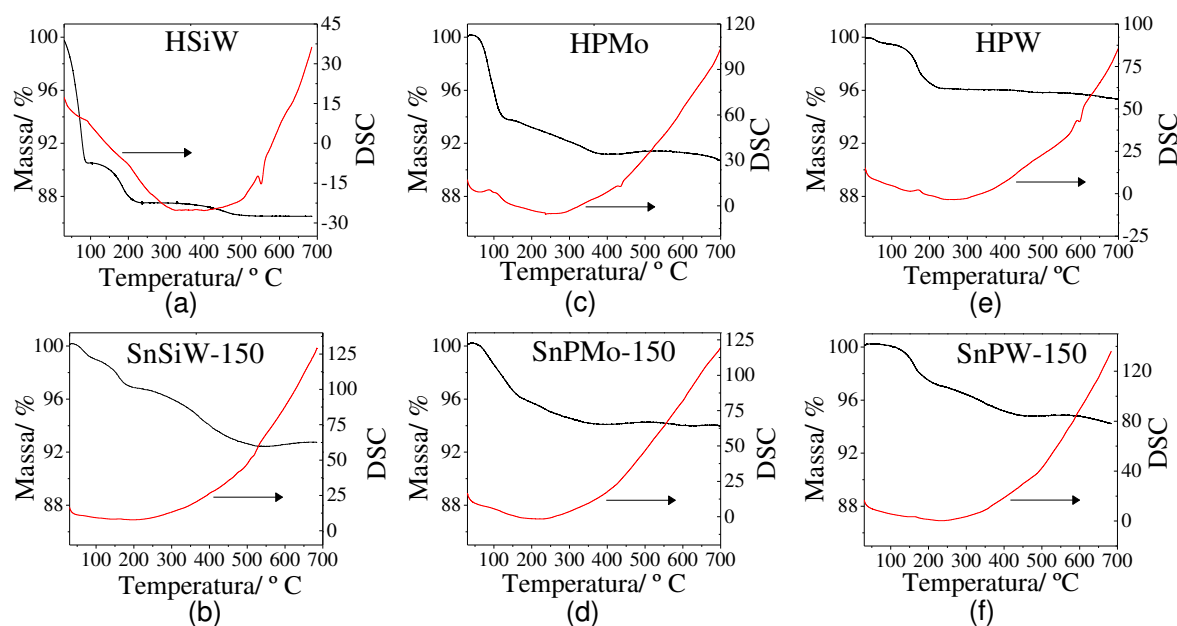 HSiW
100
96
92
88
Massa/ %
45
30
15
0
-15
-30
DSC
100 200 300 400 500 600 700
Temperatura/ º C
(a)
HPMo
100
96
92
88
Massa/ %
120
90
60
30
0
DSC
100 200 300 400 500 600 700
Temperatura/ º C
(c)
HPW
100
96
92
88
Massa/ %
100
75
50
25
0
-25
DSC
100 200 300 400 500 600 700
Temperatura/ º C
(e)
SnSiW-150
100
96
92
88
Massa/ %
125
100
75
50
25
0
DSC
100 200 300 400 500 600 700
Temperatura/ º C
(b)
SnPMo-150
100
96
92
88
Massa/ %
125
100
75
50
25
0
DSC
100 200 300 400 500 600 700
Temperatura/ º C
(d)
SnPW-150
100
96
92
88
Massa/ %
120
80
40
0
DSC
100 200 300 400 500 600 700
Temperatura/ º C
(f)